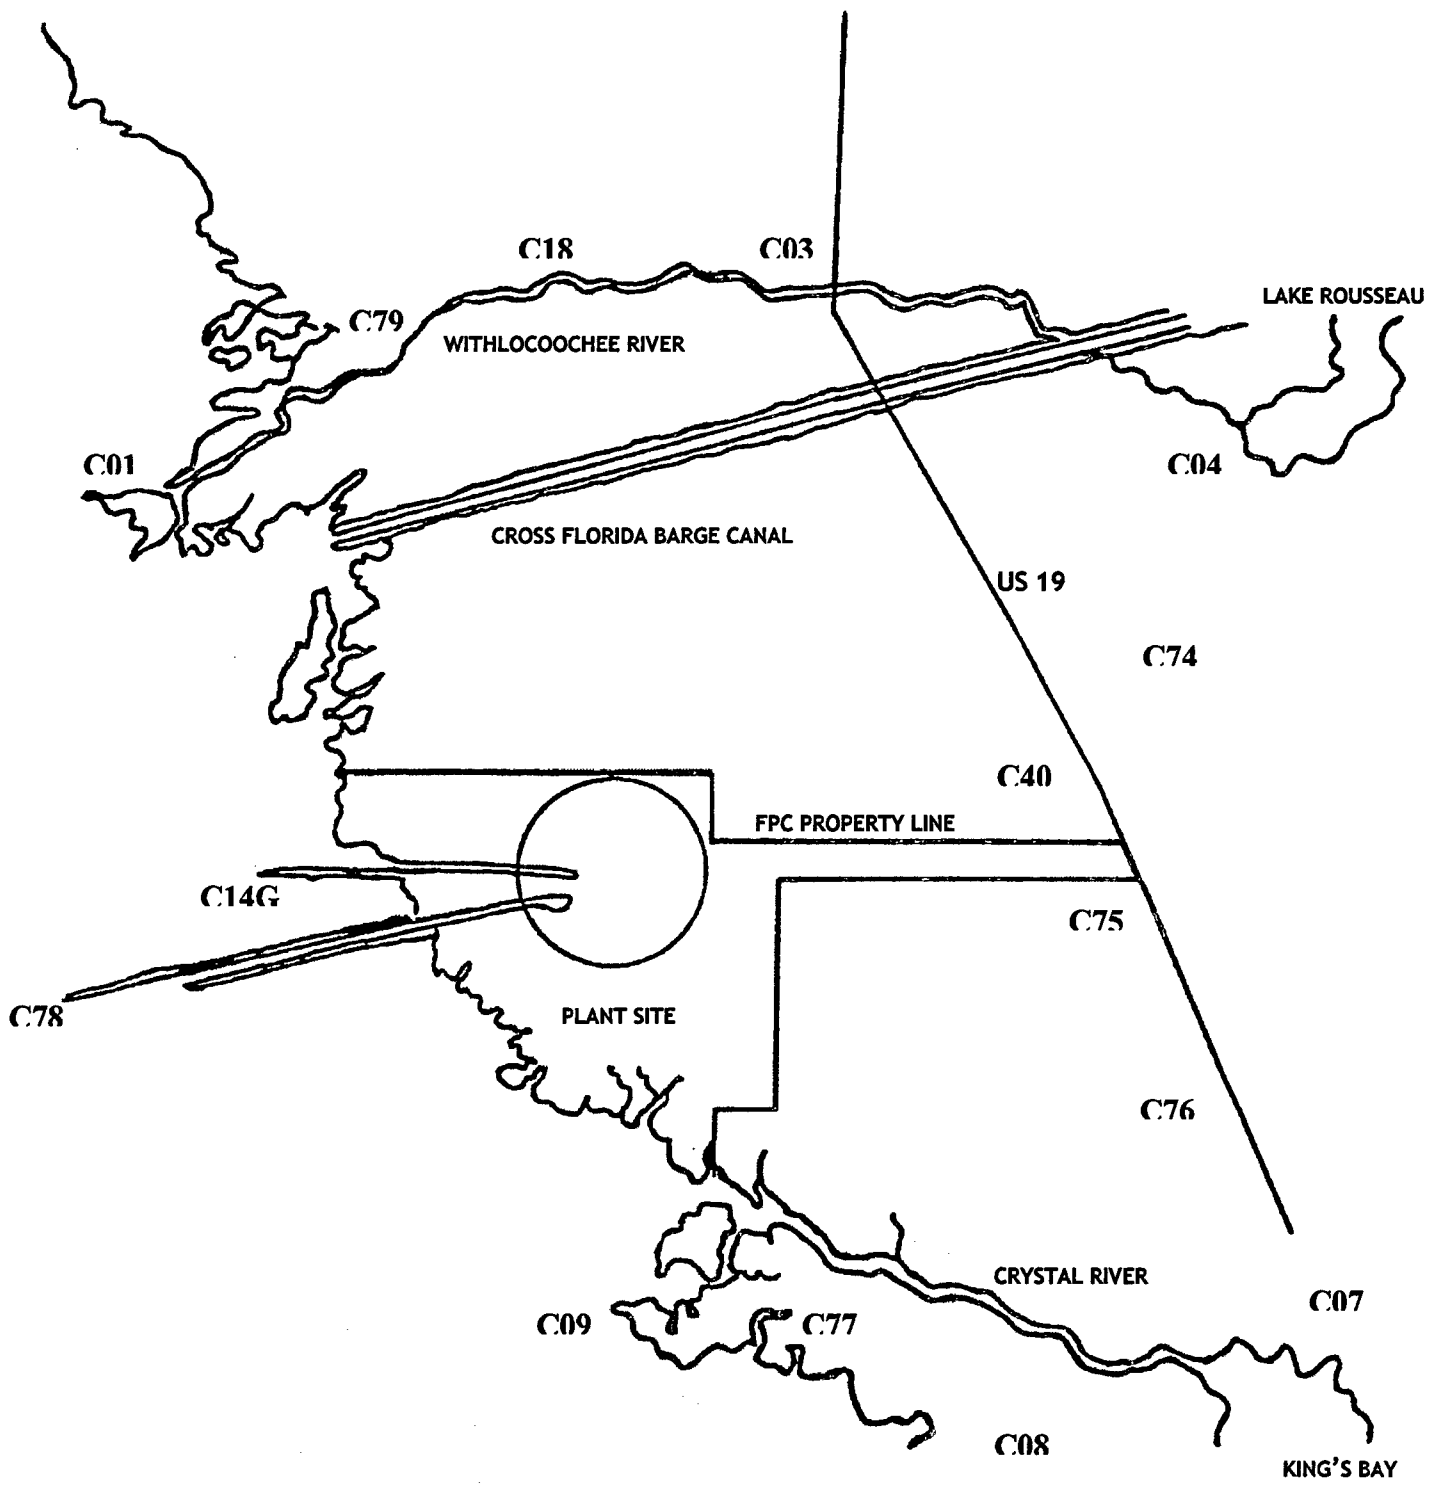 C18
C03
LAKE ROUSSEAU
C79
WITHLOCOOCHEE RIVER
C01
C04
CROSS FLORIDA BARGE CANAL
US 19
C74
C40
FPC PROPERTY LINE
C14G
C75
C78
PLANT SITE
C76
CRYSTAL RIVER
C07
C09
C77
C08
KING'S BAY